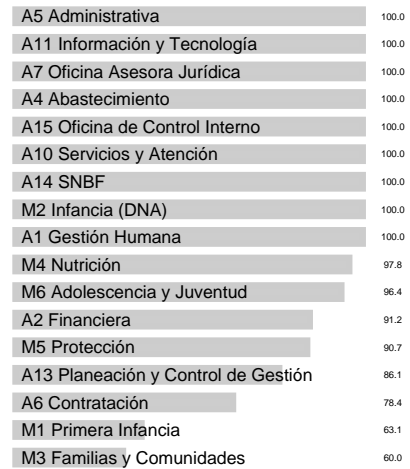 A5 Administrativa 100.0
A11 Información y Tecnología 100.0
A7 Oficina Asesora Jurídica 100.0
A4 Abastecimiento 100.0
A15 Oficina de Control Interno 100.0
A10 Servicios y Atención 100.0
A14 SNBF 100.0
M2 Infancia (DNA) 100.0
A1 Gestión Humana 100.0
M4 Nutrición 97.8
M6 Adolescencia y Juventud 96.4
A2 Financiera 91.2
M5 Protección 90.7
A13 Planeación y Control de Gestión 86.1
A6 Contratación 78.4
M1 Primera Infancia 63.1
M3 Familias y Comunidades 60.0